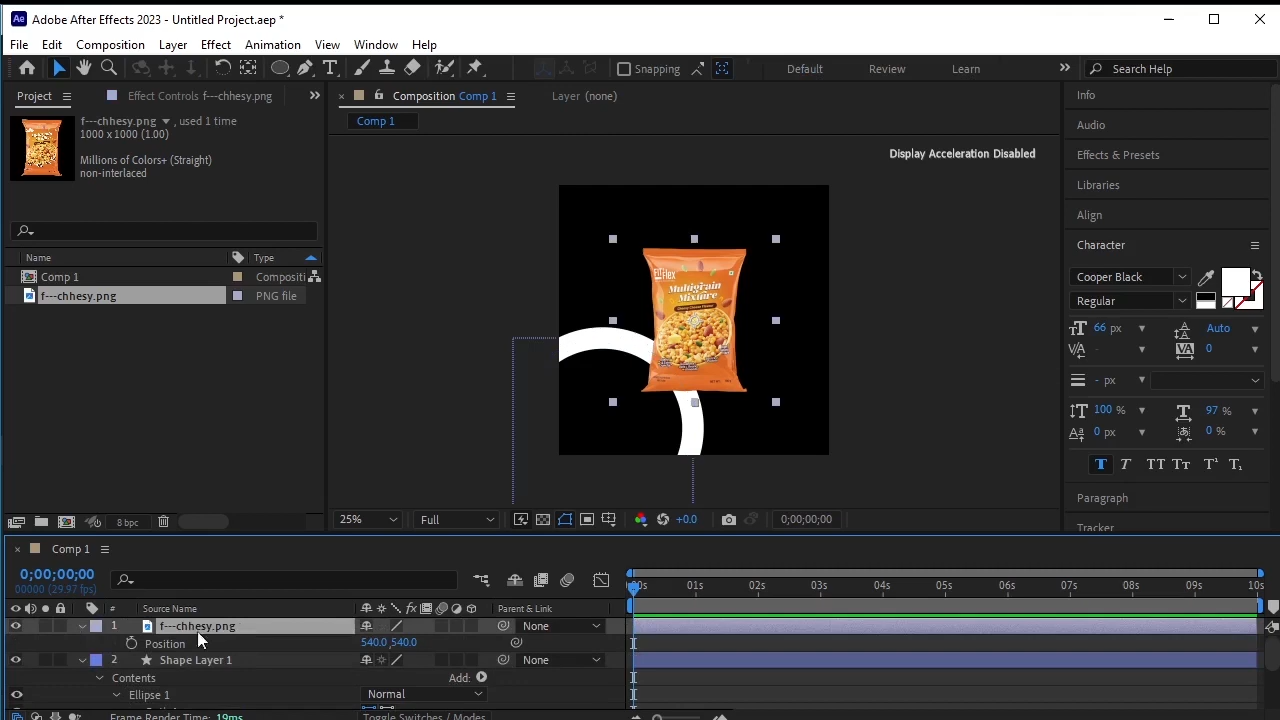 Adobe After Effects 2023 - Untitled Project.aep *
File Edit Composition Layer Effect Animation View Window Help
Snapping Default Review Learn Search Help
Project Effect Controls f---chhesy.png Composition Comp 1 Layer (none) Info
f---chhesy.png , used 1 time
1000 x 1000 (1.00)
Millions of Colors+ (Straight)
non-interlaced
Comp 1
Display Acceleration Disabled
Audio
Effects & Presets
Libraries
Align
Character
Cooper Black
Regular
66 px Auto
- 0
- px
100 % 97 %
0 px 0 %
T T TT Tт T¹ T₁
Paragraph
Tracker
Name Type
Comp 1 Compositi
f---chhesy.png PNG file
Multigrain
Mixture
8 bpc
25% Full +0.0 0;00;00;00
Comp 1
0;00;00;00
00000 (29.97 fps)
00s 01s 02s 03s 04s 05s 06s 07s 08s 09s 10s
# Source Name fx Parent & Link
1 f---chhesy.png None
Position 540.0,540.0
2 Shape Layer 1 None
Contents Add:
Ellipse 1 Normal
Frame Render Time: 19ms Toggle Switches / Modes